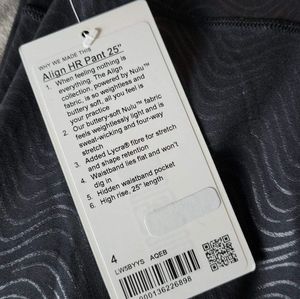 WHY WE MADE THIS
Align HR Pant 25"
1. When feeling nothing is
everything. The Align
collection, powered by Nulu™
fabric, is so weightless and
buttery soft, all you feel is
your practice
2. Our buttery-soft Nulu™ fabric
feels weightlessly light and is
sweat-wicking and four-way
stretch
3. Added Lycra® fibre for stretch
and shape retention
4. Waistband lies flat and won't
dig in
5. Hidden waistband pocket
6. High rise, 25" length
4
LW5BYYS AQEB
000136226898